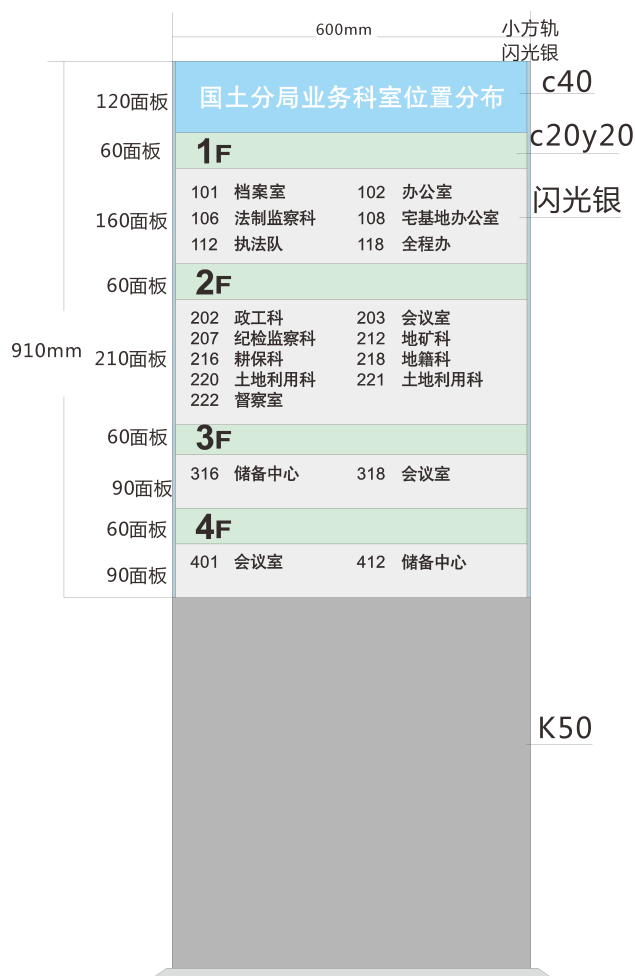 600mm
小方轨
闪光银
120面板
国土分局业务科室位置分布
c40
60面板
1F
c20y20
160面板
101 档案室 102 办公室
106 法制监察科 108 宅基地办公室
112 执法队 118 全程办
闪光银
60面板
2F
910mm
210面板
202 政工科 203 会议室
207 纪检监察科 212 地矿科
216 耕保科 218 地籍科
220 土地利用科 221 土地利用科
222 督察室
60面板
3F
90面板
316 储备中心 318 会议室
60面板
4F
90面板
401 会议室 412 储备中心
K50